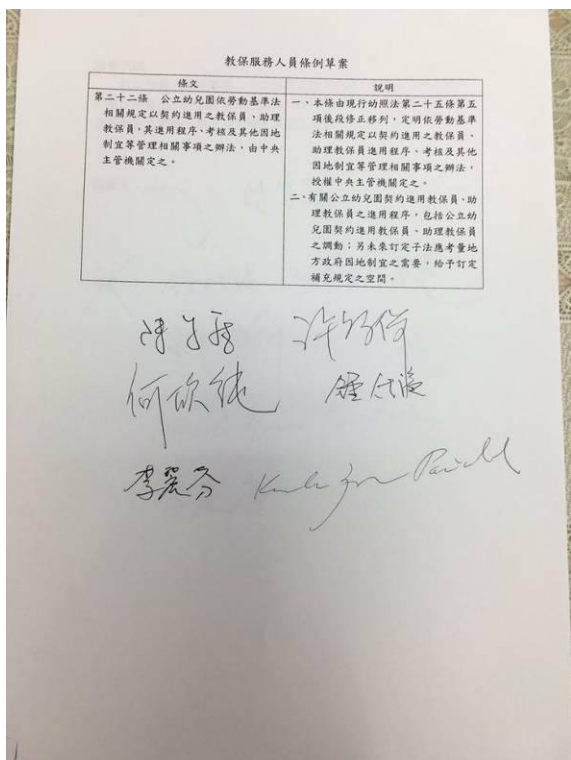 教保服務人員條例草案
條文
第二十二條　公立幼兒園依勞動基準法
相關規定以契約進用之教保員、助理
教保員，其進用程序、考核及其他因地
制宜等管理相關事項之辦法，由中央
主管機關定之。
說明
一、本條由現行幼照法第二十五條第五
項後段修正移列，定明依勞動基準
法相關規定以契約進用之教保員、
助理教保員進用程序、考核及其他
因地制宜等管理相關事項之辦法，
授權中央主管機關定之。
二、有關公立幼兒園契約進用教保員、助
理教保員之進用程序，包括公立幼
兒園契約進用教保員、助理教保員
之調動；另未來訂定子法應考量地
方政府因地制宜之需要，給予訂定
補充規定之空間。
何欣純
李麗芬